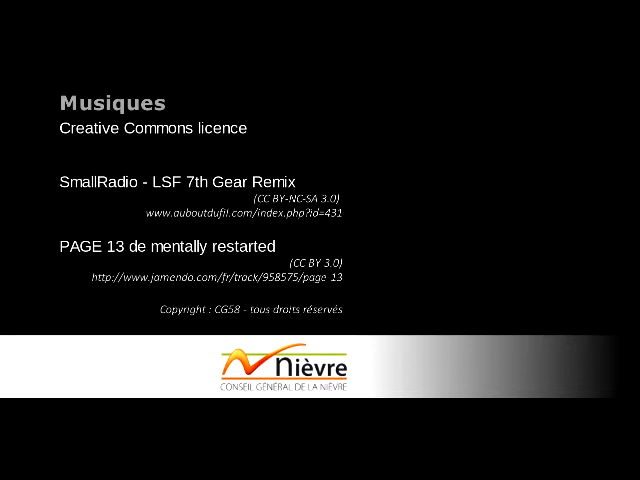 Musiques
Creative Commons licence
SmallRadio - LSF 7th Gear Remix
(CC BY-NC-SA 3.0)
www.auboutdufil.com/index.php?id=431
PAGE 13 de mentally restarted
(CC BY 3.0)
http://www.jamendo.com/fr/track/958575/page-13
Copyright : CG58 - tous droits réservés
nièvre
CONSEIL GÉNÉRAL DE LA NIÈVRE